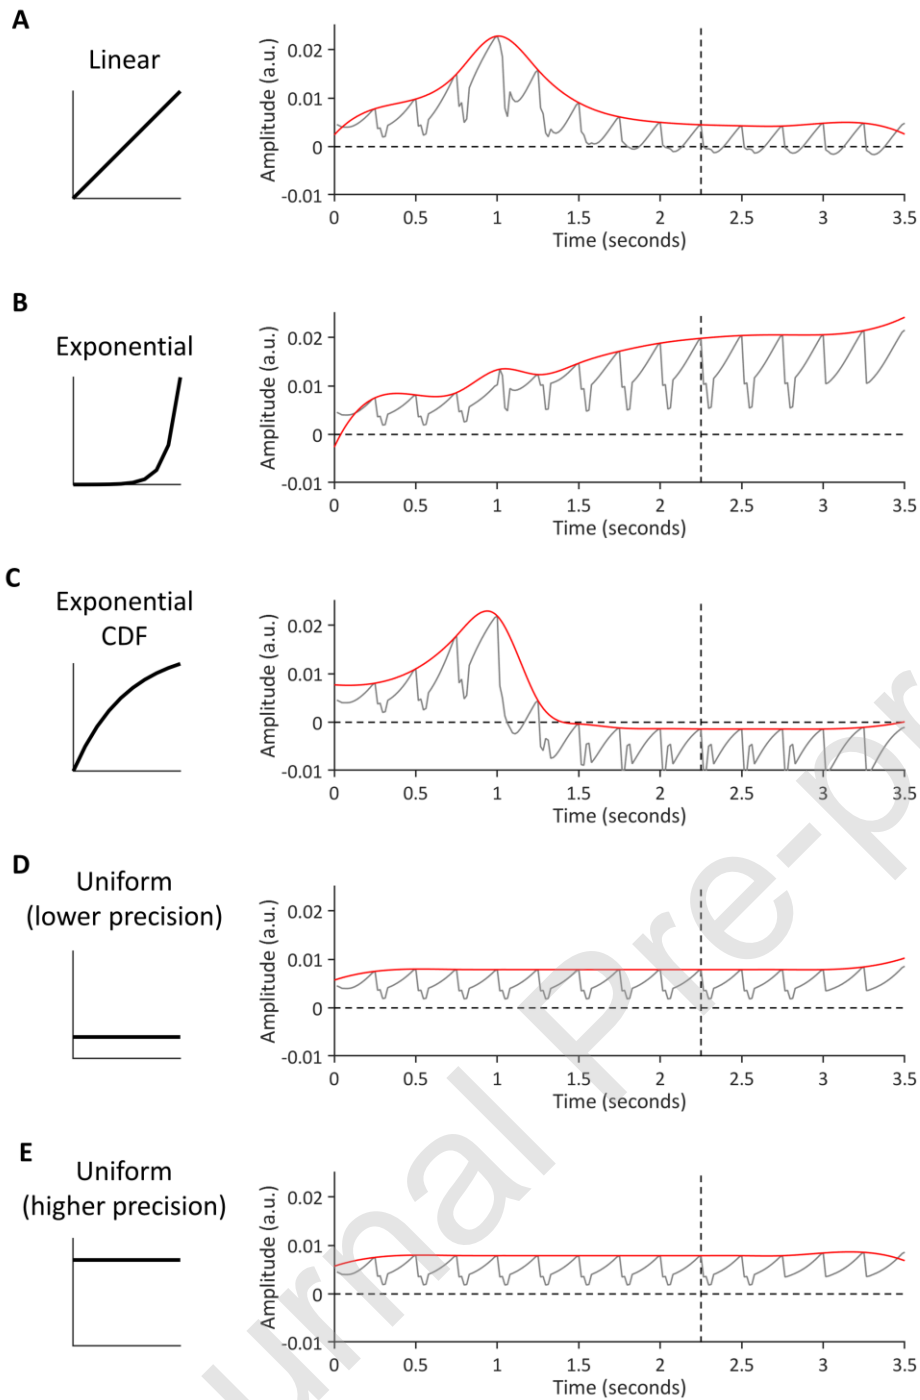 A
Linear
Amplitude (a.u.)
0.02
0.01
0
-0.01
0 0.5 1 1.5 2 2.5 3 3.5
Time (seconds)
B
Exponential
Amplitude (a.u.)
0.02
0.01
0
-0.01
0 0.5 1 1.5 2 2.5 3 3.5
Time (seconds)
C
Exponential
CDF
Amplitude (a.u.)
0.02
0.01
0
-0.01
0 0.5 1 1.5 2 2.5 3 3.5
Time (seconds)
D
Uniform
(lower precision)
Amplitude (a.u.)
0.02
0.01
0
-0.01
0 0.5 1 1.5 2 2.5 3 3.5
Time (seconds)
E
Uniform
(higher precision)
Amplitude (a.u.)
0.02
0.01
0
-0.01
0 0.5 1 1.5 2 2.5 3 3.5
Time (seconds)